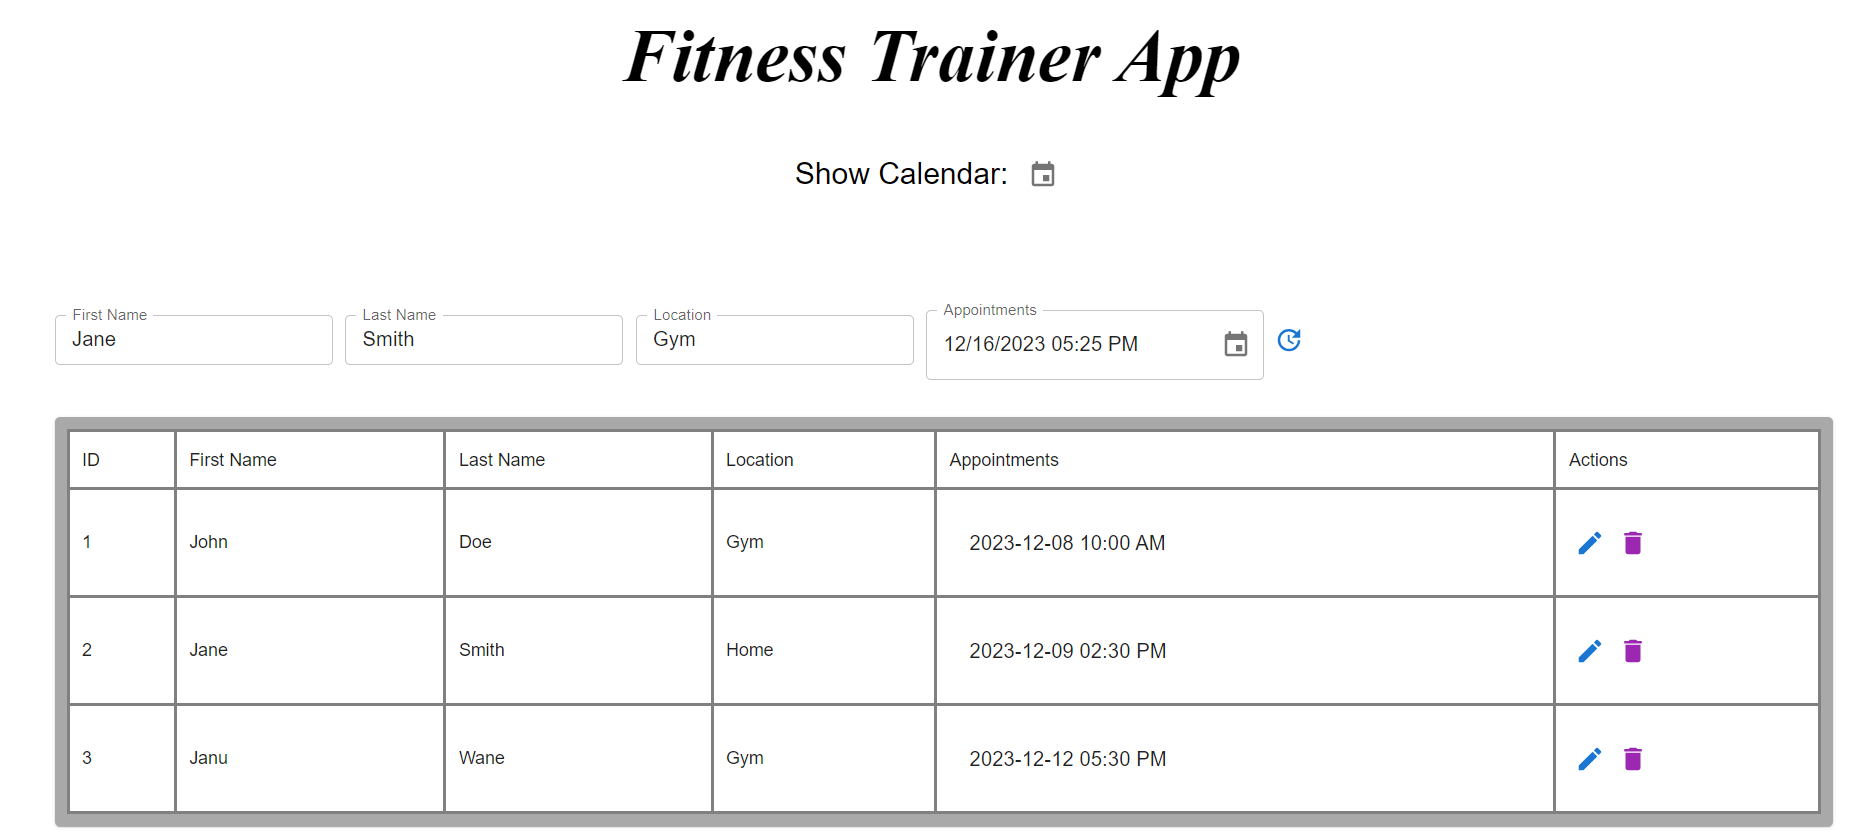 Fitness Trainer App
Show Calendar:
First Name Last Name Location Appointments
Jane Smith Gym 12/16/2023 05:25 PM
ID First Name Last Name Location Appointments Actions
1 John Doe Gym 2023-12-08 10:00 AM
2 Jane Smith Home 2023-12-09 02:30 PM
3 Janu Wane Gym 2023-12-12 05:30 PM